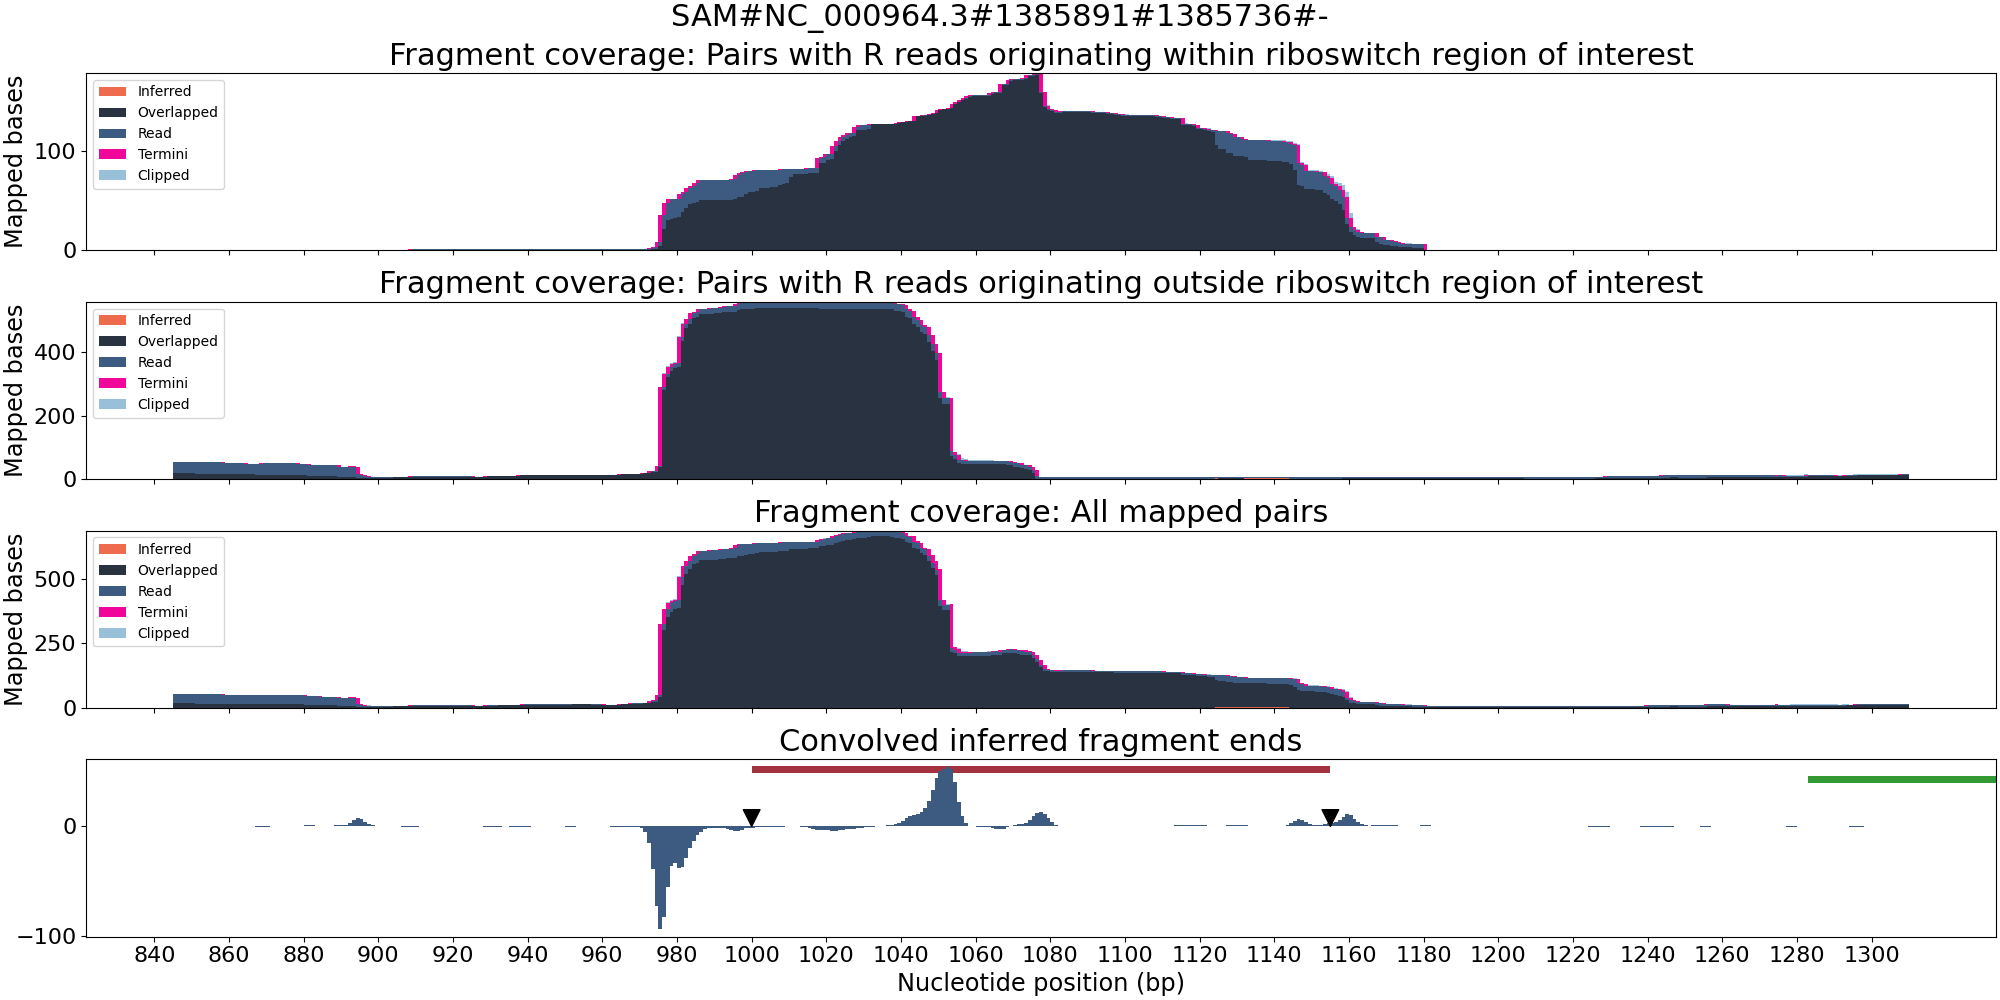 SAM#NC_000964.3#1385891#1385736#-
Fragment coverage: Pairs with R reads originating within riboswitch region of interest
Mapped bases
100
0
Inferred
Overlapped
Read
Termini
Clipped
Fragment coverage: Pairs with R reads originating outside riboswitch region of interest
Mapped bases
400
200
0
Inferred
Overlapped
Read
Termini
Clipped
Fragment coverage: All mapped pairs
Mapped bases
500
250
0
Inferred
Overlapped
Read
Termini
Clipped
Convolved inferred fragment ends
0
−100
840 860 880 900 920 940 960 980 1000 1020 1040 1060 1080 1100 1120 1140 1160 1180 1200 1220 1240 1260 1280 1300
Nucleotide position (bp)